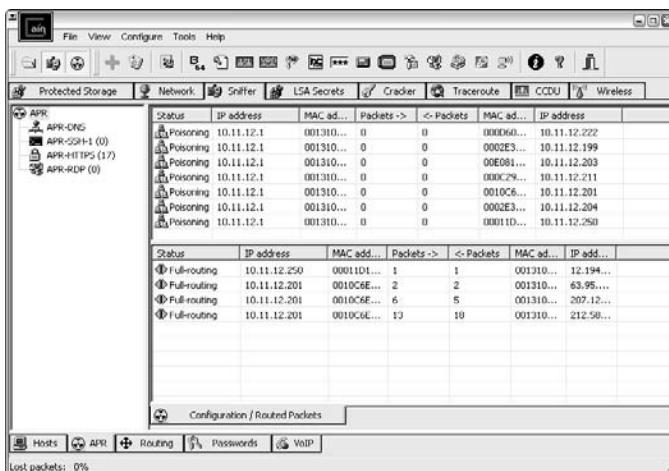 ain
File View Configure Tools Help
Protected Storage Network Sniffer LSA Secrets Cracker Traceroute CCDU Wireless
APR
APR-DNS
APR-SSH-1 (0)
APR-HTTPS (17)
APR-RDP (0)
Status IP address MAC ad... Packets -> <- Packets MAC ad... IP address
Poisoning 10.11.12.1 001310... 0 0 000D60... 10.11.12.222
Poisoning 10.11.12.1 001310... 0 0 0002E3... 10.11.12.199
Poisoning 10.11.12.1 001310... 0 0 00E081... 10.11.12.203
Poisoning 10.11.12.1 001310... 0 0 000C29... 10.11.12.211
Poisoning 10.11.12.1 001310... 0 0 0010C6... 10.11.12.201
Poisoning 10.11.12.1 001310... 0 0 0002E3... 10.11.12.204
Poisoning 10.11.12.1 001310... 0 0 00011D... 10.11.12.250
Status IP address MAC add... Packets -> <- Packets MAC ad... IP add...
Full-routing 10.11.12.250 00011D1... 1 1 001310... 12.194...
Full-routing 10.11.12.201 0010C6E... 2 2 001310... 63.95....
Full-routing 10.11.12.201 0010C6E... 6 5 001310... 207.12...
Full-routing 10.11.12.201 0010C6E... 13 18 001310... 212.58...
Configuration / Routed Packets
Hosts APR Routing Passwords VoIP
Lost packets: 0%